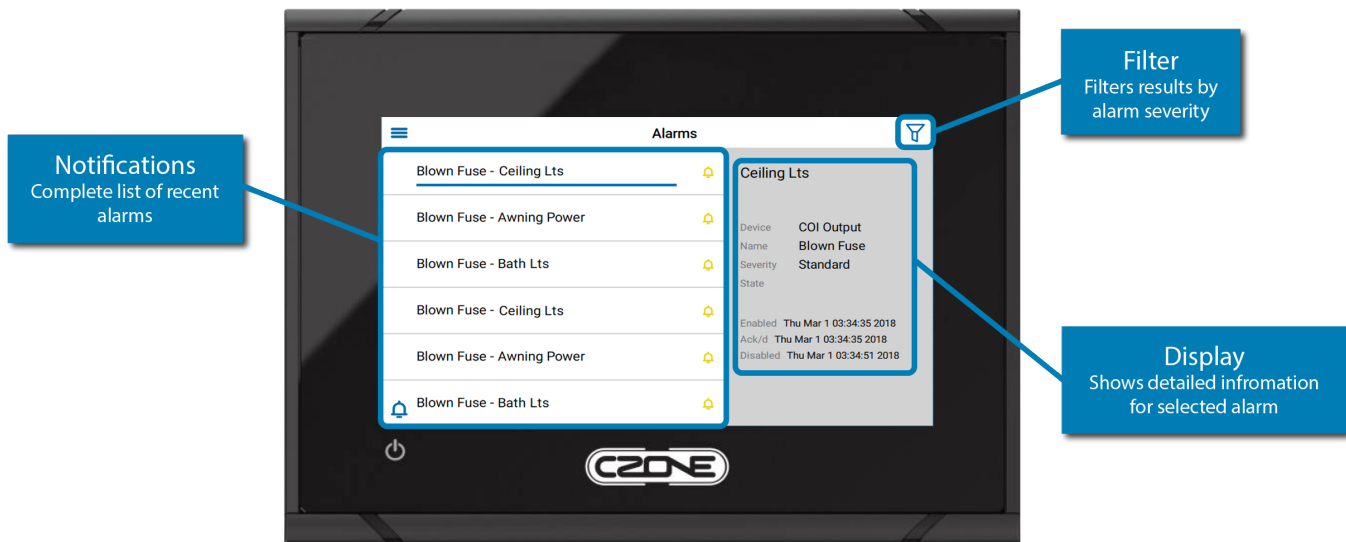 Filter
Filters results by
alarm severity
Alarms
Notifications
Complete list of recent
alarms
Blown Fuse - Ceiling Lts
Blown Fuse - Awning Power
Blown Fuse - Bath Lts
Blown Fuse - Ceiling Lts
Blown Fuse - Awning Power
Blown Fuse - Bath Lts
Ceiling Lts
Device COI Output
Name Blown Fuse
Severity Standard
State
Enabled Thu Mar 1 03:34:35 2018
Ack/d Thu Mar 1 03:34:35 2018
Disabled Thu Mar 1 03:34:51 2018
Display
Shows detailed infromation
for selected alarm
CZONE